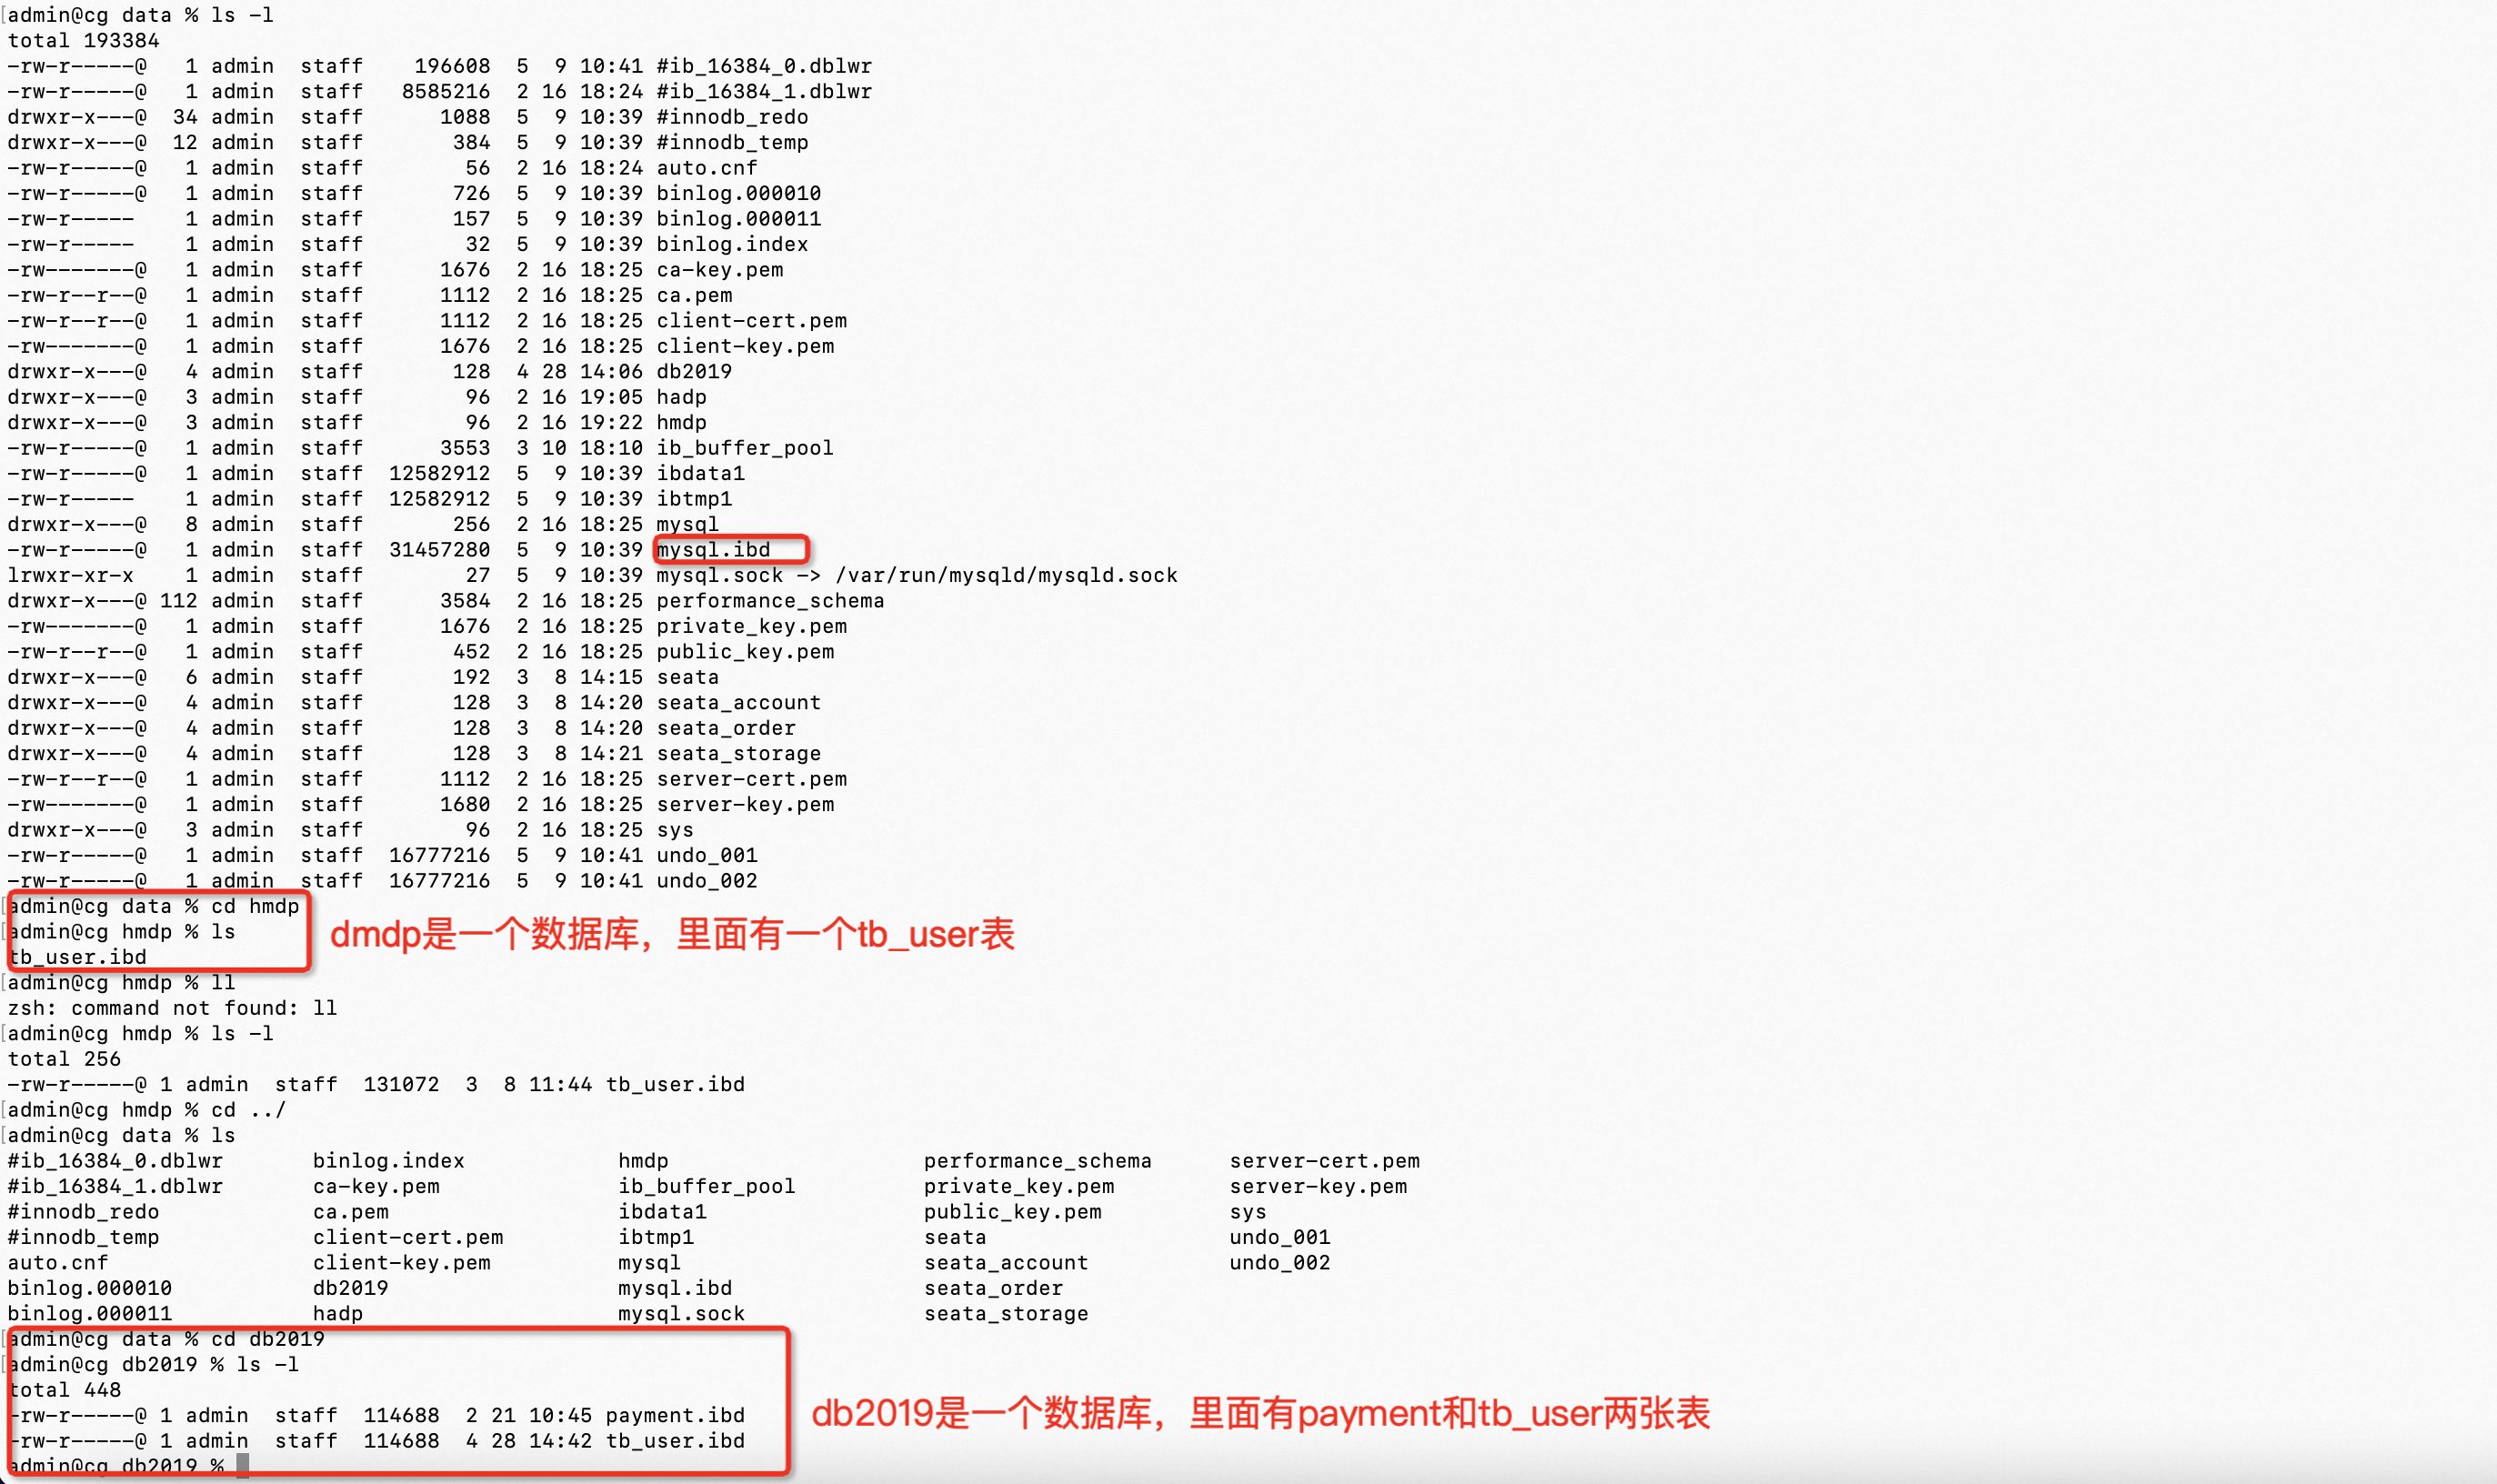 admin@cg data % ls -l
total 193384
-rw-r-----@   1 admin  staff    196608  5  9 10:41 #ib_16384_0.dblwr
-rw-r-----@   1 admin  staff   8585216  2 16 18:24 #ib_16384_1.dblwr
drwxr-x---@  34 admin  staff      1088  5  9 10:39 #innodb_redo
drwxr-x---@  12 admin  staff       384  5  9 10:39 #innodb_temp
-rw-r-----@   1 admin  staff        56  2 16 18:24 auto.cnf
-rw-r-----@   1 admin  staff       726  5  9 10:39 binlog.000010
-rw-r-----    1 admin  staff       157  5  9 10:39 binlog.000011
-rw-r-----    1 admin  staff        32  5  9 10:39 binlog.index
-rw-------@   1 admin  staff      1676  2 16 18:25 ca-key.pem
-rw-r--r--@   1 admin  staff      1112  2 16 18:25 ca.pem
-rw-r--r--@   1 admin  staff      1112  2 16 18:25 client-cert.pem
-rw-------@   1 admin  staff      1676  2 16 18:25 client-key.pem
drwxr-x---@   4 admin  staff       128  4 28 14:06 db2019
drwxr-x---@   3 admin  staff        96  2 16 19:05 hadp
drwxr-x---@   3 admin  staff        96  2 16 19:22 hmdp
-rw-r-----@   1 admin  staff      3553  3 10 18:10 ib_buffer_pool
-rw-r-----@   1 admin  staff  12582912  5  9 10:39 ibdata1
-rw-r-----    1 admin  staff  12582912  5  9 10:39 ibtmp1
drwxr-x---@   8 admin  staff       256  2 16 18:25 mysql
-rw-r-----@   1 admin  staff  31457280  5  9 10:39 mysql.ibd
lrwxr-xr-x    1 admin  staff        27  5  9 10:39 mysql.sock -> /var/run/mysqld/mysqld.sock
drwxr-x---@ 112 admin  staff      3584  2 16 18:25 performance_schema
-rw-------@   1 admin  staff      1676  2 16 18:25 private_key.pem
-rw-r--r--@   1 admin  staff       452  2 16 18:25 public_key.pem
drwxr-x---@   6 admin  staff       192  3  8 14:15 seata
drwxr-x---@   4 admin  staff       128  3  8 14:20 seata_account
drwxr-x---@   4 admin  staff       128  3  8 14:20 seata_order
drwxr-x---@   4 admin  staff       128  3  8 14:21 seata_storage
-rw-r--r--@   1 admin  staff      1112  2 16 18:25 server-cert.pem
-rw-------@   1 admin  staff      1680  2 16 18:25 server-key.pem
drwxr-x---@   3 admin  staff        96  2 16 18:25 sys
-rw-r-----@   1 admin  staff  16777216  5  9 10:41 undo_001
-rw-r-----@   1 admin  staff  16777216  5  9 10:41 undo_002
admin@cg data % cd hmdp
admin@cg hmdp % ls
dmdp是一个数据库，里面有一个tb_user表
tb_user.ibd
admin@cg hmdp % ll
zsh: command not found: ll
admin@cg hmdp % ls -l
total 256
-rw-r-----@ 1 admin  staff  131072  3  8 11:44 tb_user.ibd
admin@cg hmdp % cd ../
admin@cg data % ls
#ib_16384_0.dblwr       binlog.index            hmdp                    performance_schema      server-cert.pem
#ib_16384_1.dblwr       ca-key.pem              ib_buffer_pool          private_key.pem         server-key.pem
#innodb_redo            ca.pem                  ibdata1                 public_key.pem          sys
#innodb_temp            client-cert.pem         ibtmp1                  seata                   undo_001
auto.cnf                client-key.pem          mysql                   seata_account           undo_002
binlog.000010           db2019                  mysql.ibd               seata_order
binlog.000011           hadp                    mysql.sock              seata_storage
admin@cg data % cd db2019
admin@cg db2019 % ls -l
total 448
-rw-r-----@ 1 admin  staff  114688  2 21 10:45 payment.ibd
db2019是一个数据库，里面有payment和tb_user两张表
-rw-r-----@ 1 admin  staff  114688  4 28 14:42 tb_user.ibd
admin@cg db2019 %